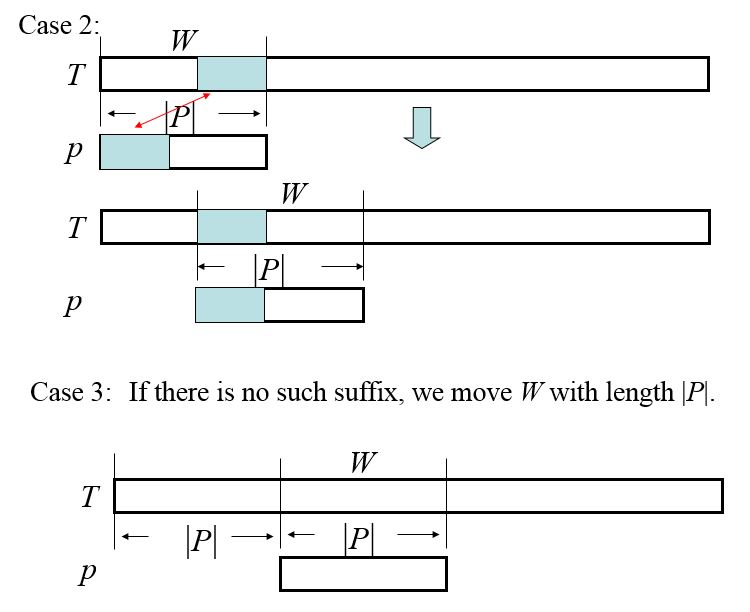 Case 2:
W
T
|P|
p
W
T
|P|
p
Case 3: If there is no such suffix, we move W with length |P|.
W
T
|P| |P|
p